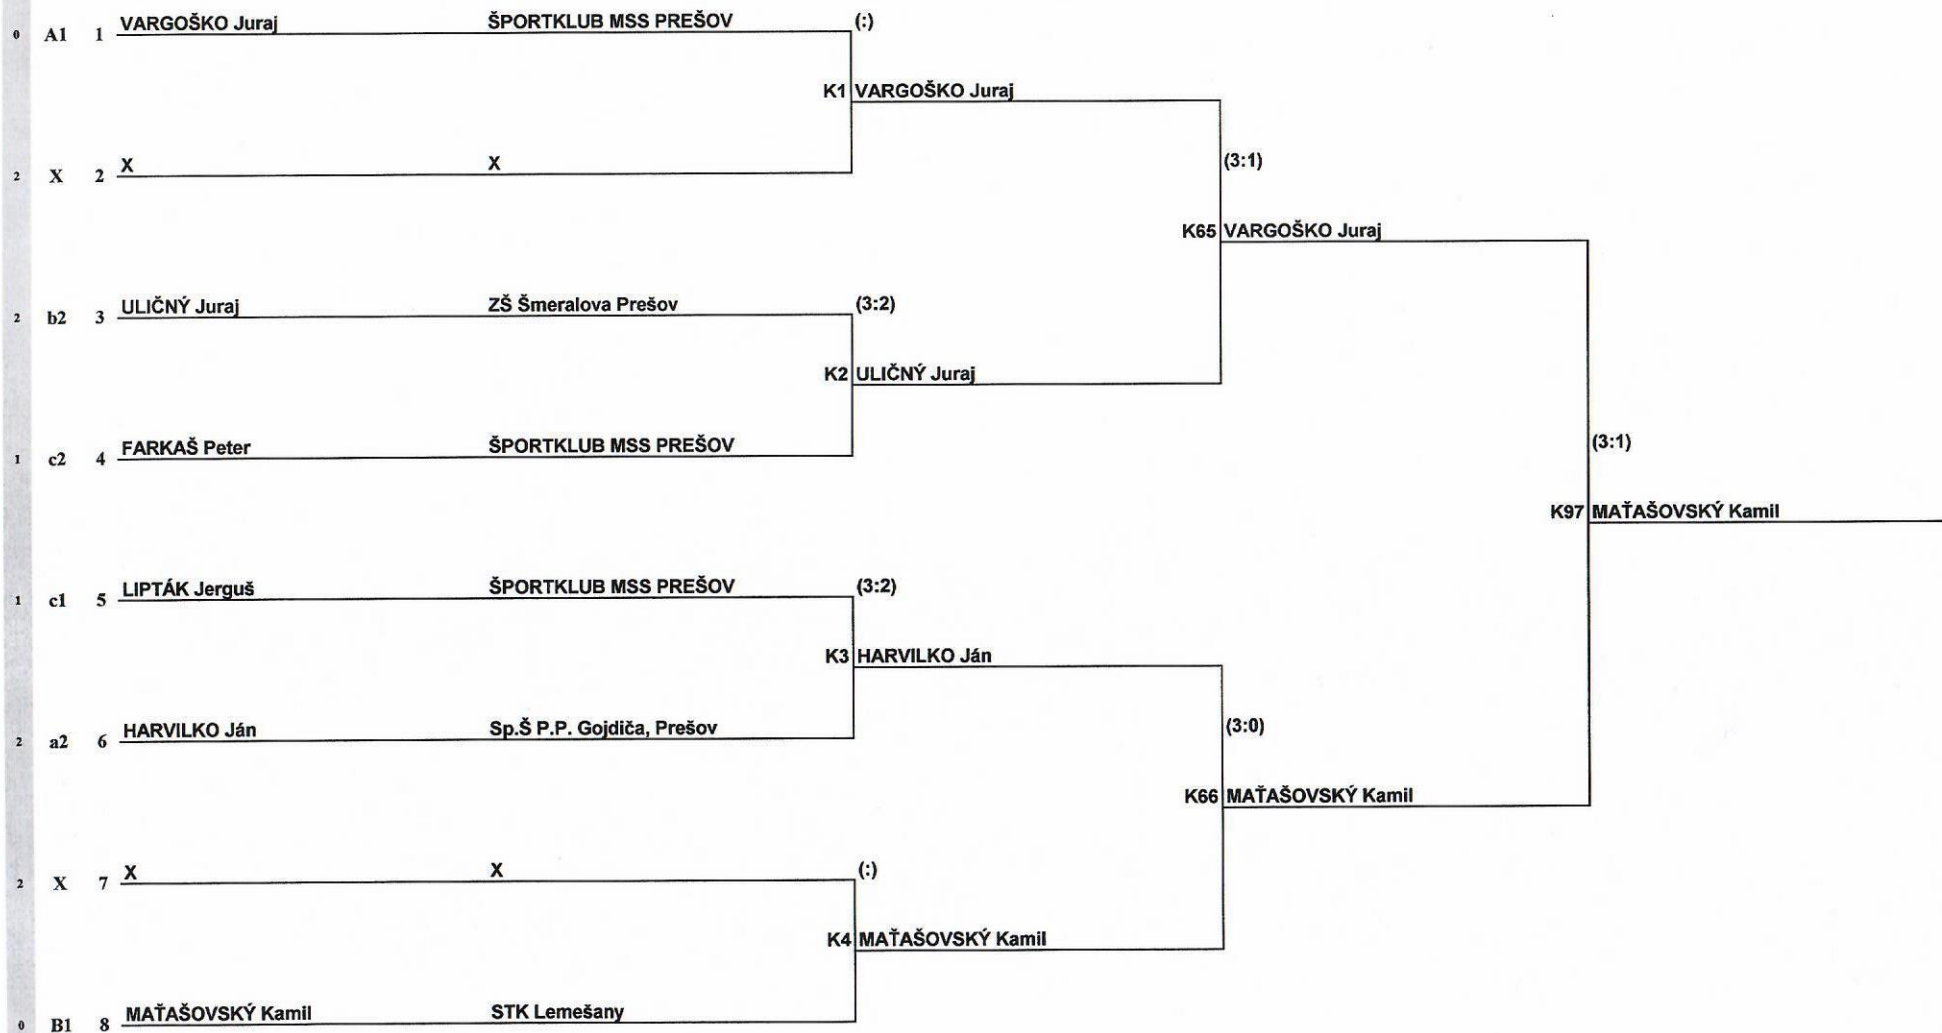 0 A1 1 VARGOŠKO Juraj ŠPORTKLUB MSS PREŠOV (:)
K1 VARGOŠKO Juraj
2 X 2 X X (3:1)
K65 VARGOŠKO Juraj
2 b2 3 ULIČNÝ Juraj ZŠ Šmeralova Prešov (3:2)
K2 ULIČNÝ Juraj
1 c2 4 FARKAŠ Peter ŠPORTKLUB MSS PREŠOV (3:1)
K97 MAŤAŠOVSKÝ Kamil
1 c1 5 LIPTÁK Jerguš ŠPORTKLUB MSS PREŠOV (3:2)
K3 HARVILKO Ján
2 a2 6 HARVILKO Ján Sp.Š P.P. Gojdiča, Prešov (3:0)
K66 MAŤAŠOVSKÝ Kamil
2 X 7 X X (:)
K4 MAŤAŠOVSKÝ Kamil
0 B1 8 MAŤAŠOVSKÝ Kamil STK Lemešany